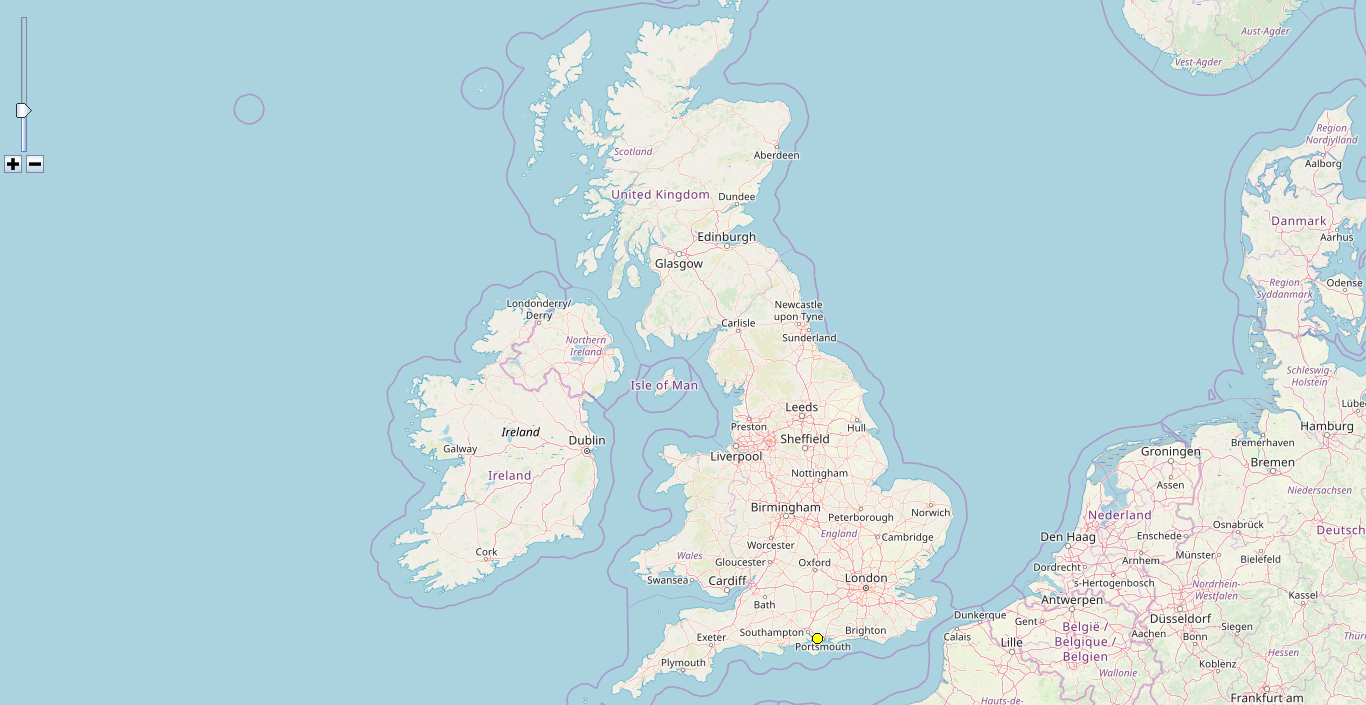 Aust-Agder
Vest-Agder
Region
Nordjylland
Scotland
Aberdeen
Aalborg
United Kingdom
Dundee
Danmark
Edinburgh
Aarhus
Glasgow
Region
Syddanmark
Odense
Londonderry/
Derry
Newcastle
upon Tyne
Carlisle
Sunderland
Northern
Ireland
Isle of Man
Schleswig-
Holstein
Leeds
Preston
Hull
Lübe
Hamburg
Ireland
Dublin
Sheffield
Bremerhaven
Galway
Liverpool
Groningen
Bremen
Ireland
Nottingham
Assen
Niedersachsen
Birmingham
Peterborough
Norwich
Nederland
Osnabrück
Deutsch
England
Cambridge
Den Haag
Enschede
Worcester
Cork
Wales
Gloucester
Oxford
Arnhem
Münster
Bielefeld
Dordrecht
Swansea
Cardiff
London
's-Hertogenbosch
Nordrhein-
Westfalen
Kassel
Bath
Antwerpen
Dunkerque
Gent
Düsseldorf
Exeter
Southampton
Brighton
Calais
Lille
België /
Belgique /
Belgien
Aachen
Bonn
Siegen
Thür
Portsmouth
Hessen
Plymouth
Koblenz
Wallonie
Hauts-de-
Frankfurt am